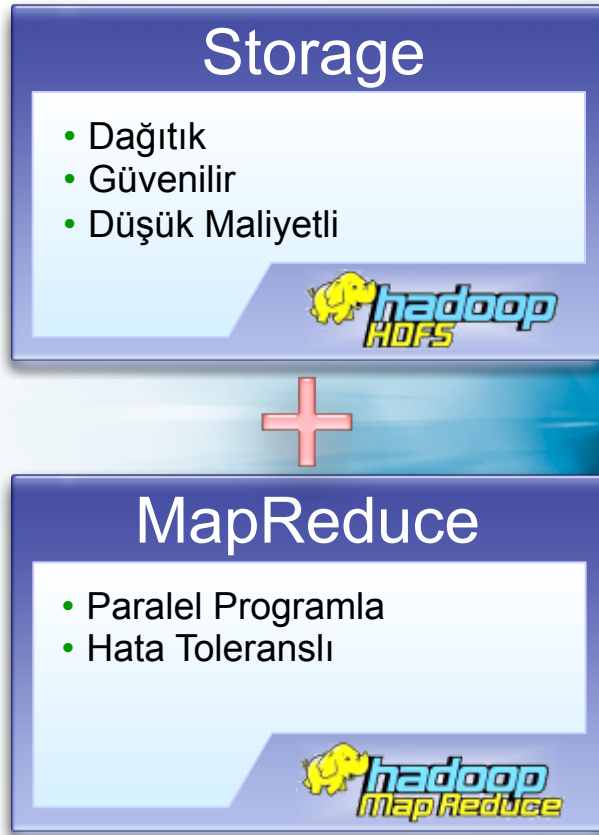 Storage
• Dağıtık
• Güvenilir
• Düşük Maliyetli
hadoop
HDFS
MapReduce
• Paralel Programla
• Hata Toleranslı
hadoop
Map Reduce